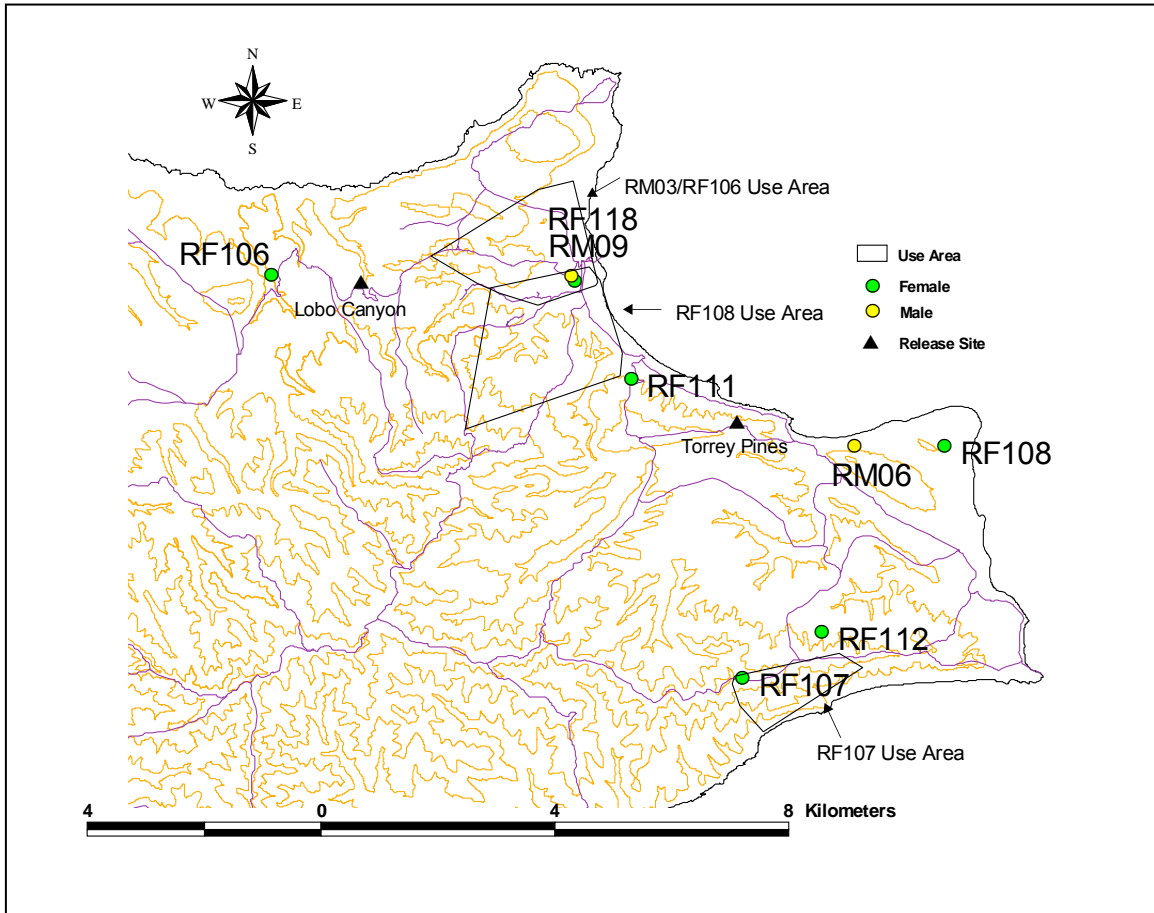 N
W E
S
RM03/RF106 Use Area
RF118
RM09
RF106
Lobo Canyon
Use Area
Female
Male
Release Site
RF108 Use Area
RF111
Torrey Pines
RM06
RF108
RF112
RF107
RF107 Use Area
4 0 4 8 Kilometers